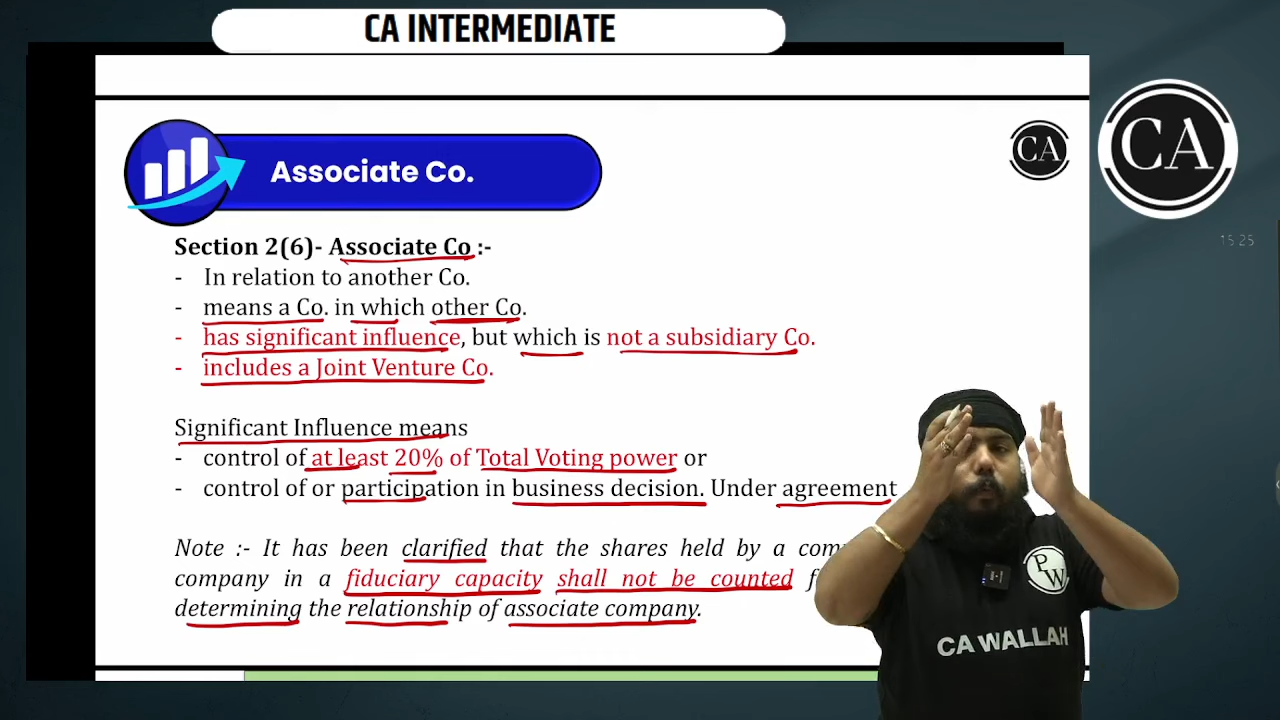 CA INTERMEDIATE
CA
CA
Associate Co.
15:25
Section 2(6)- Associate Co :-
- In relation to another Co.
- means a Co. in which other Co.
- has significant influence, but which is not a subsidiary Co.
- includes a Joint Venture Co.
Significant Influence means
- control of at least 20% of Total Voting power or
- control of or participation in business decision. Under agreement
Note :- It has been clarified that the shares held by a
company in a fiduciary capacity shall not be counted
determining the relationship of associate company.
P
W
CA WALLAH